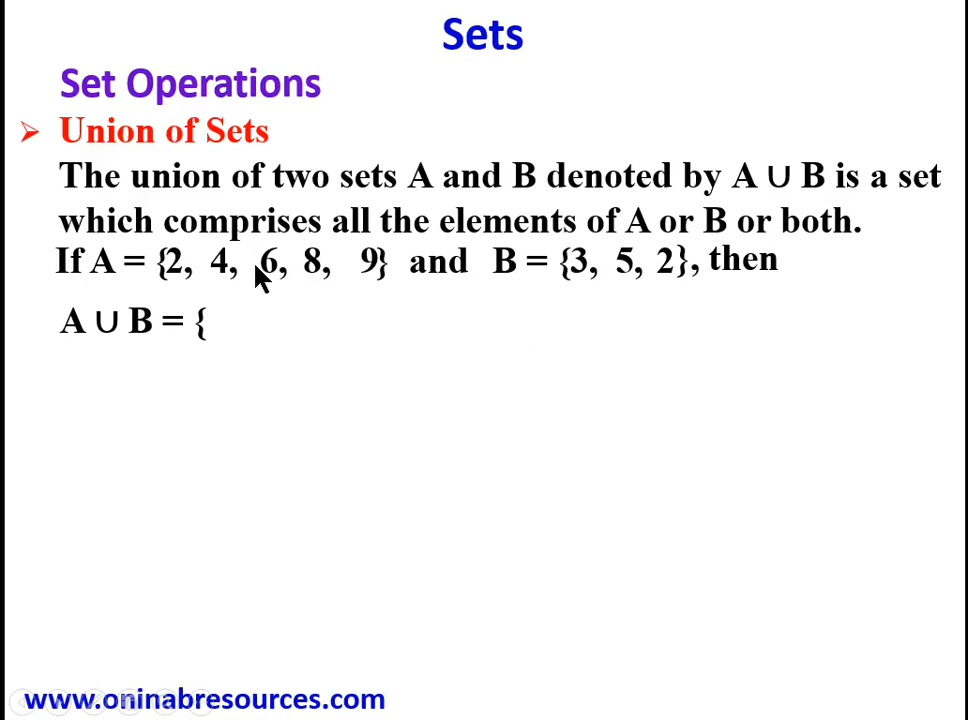 Sets
Set Operations
➢ Union of Sets
The union of two sets A and B denoted by A ∪ B is a set
which comprises all the elements of A or B or both.
If A = {2, 4, 6, 8, 9} and B = {3, 5, 2}, then
A ∪ B = {
www.oninabresources.com